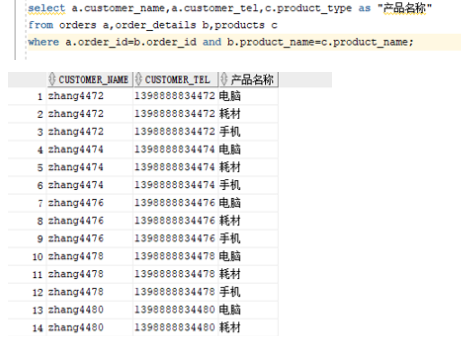 select a.customer_name,a.customer_tel,c.product_type as "产品名称"
from orders a,order_details b,products c
where a.order_id=b.order_id and b.product_name=c.product_name;
CUSTOMER_NAME CUSTOMER_TEL 产品名称
1 zhang4472 1398888834472 电脑
2 zhang4472 1398888834472 耗材
3 zhang4472 1398888834472 手机
4 zhang4474 1398888834474 电脑
5 zhang4474 1398888834474 耗材
6 zhang4474 1398888834474 手机
7 zhang4476 1398888834476 电脑
8 zhang4476 1398888834476 耗材
9 zhang4476 1398888834476 手机
10 zhang4478 1398888834478 电脑
11 zhang4478 1398888834478 耗材
12 zhang4478 1398888834478 手机
13 zhang4480 1398888834480 电脑
14 zhang4480 1398888834480 耗材